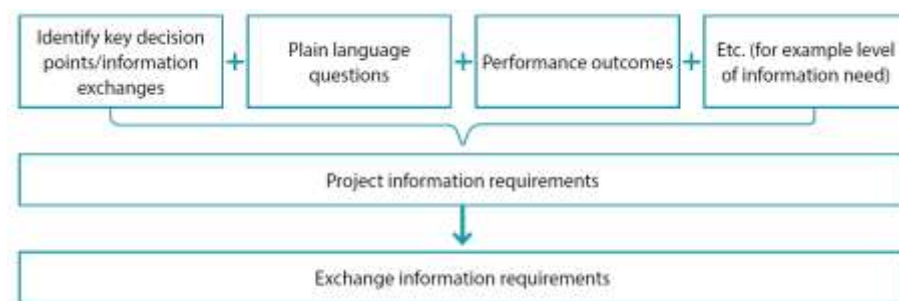 Identify key decision
points/information
exchanges
+
Plain language
questions
+
Performance outcomes
+
Etc. (for example level
of information need)
Project information requirements
Exchange information requirements